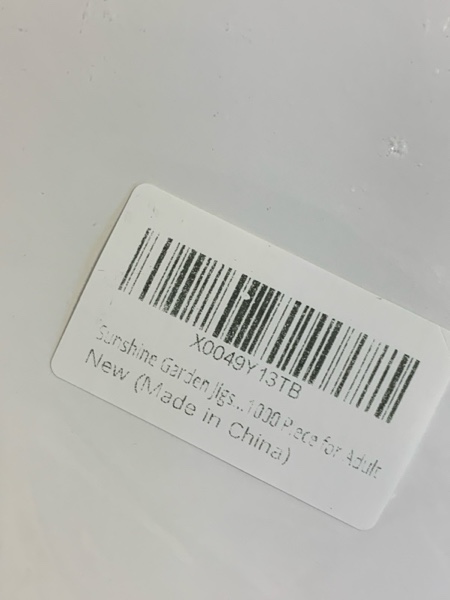 X0049Y13TB
Sunshine Garden Jigs...1000 Piece for Adult
New (Made in China)